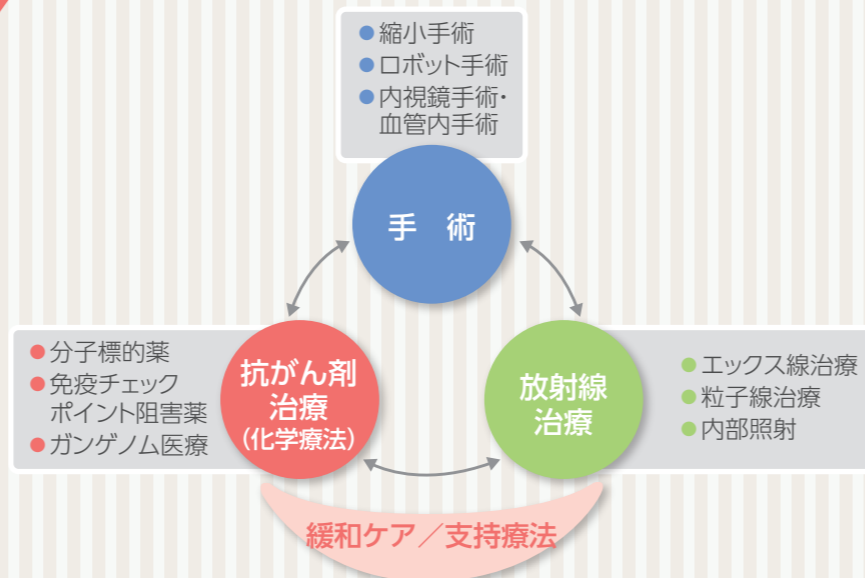 ●縮小手術
●ロボット手術
●内視鏡手術・
血管内手術
手　術
●分子標的薬
●免疫チェック
ポイント阻害薬
●ガンゲノム医療
抗がん剤
治療
(化学療法)
放射線
治療
●エックス線治療
●粒子線治療
●内部照射
緩和ケア／支持療法